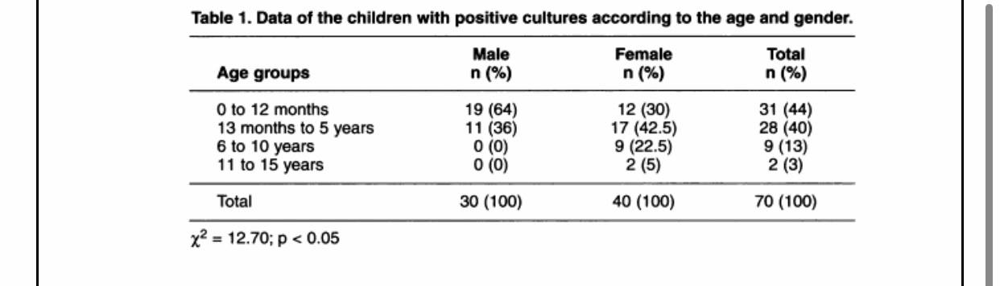 Table 1. Data of the children with positive cultures according to the age and gender.
Male Female Total
Age groups n (%) n (%) n (%)
0 to 12 months 19 (64) 12 (30) 31 (44)
13 months to 5 years 11 (36) 17 (42.5) 28 (40)
6 to 10 years 0 (0) 9 (22.5) 9 (13)
11 to 15 years 0 (0) 2 (5) 2 (3)
Total 30 (100) 40 (100) 70 (100)
χ² = 12.70; p < 0.05